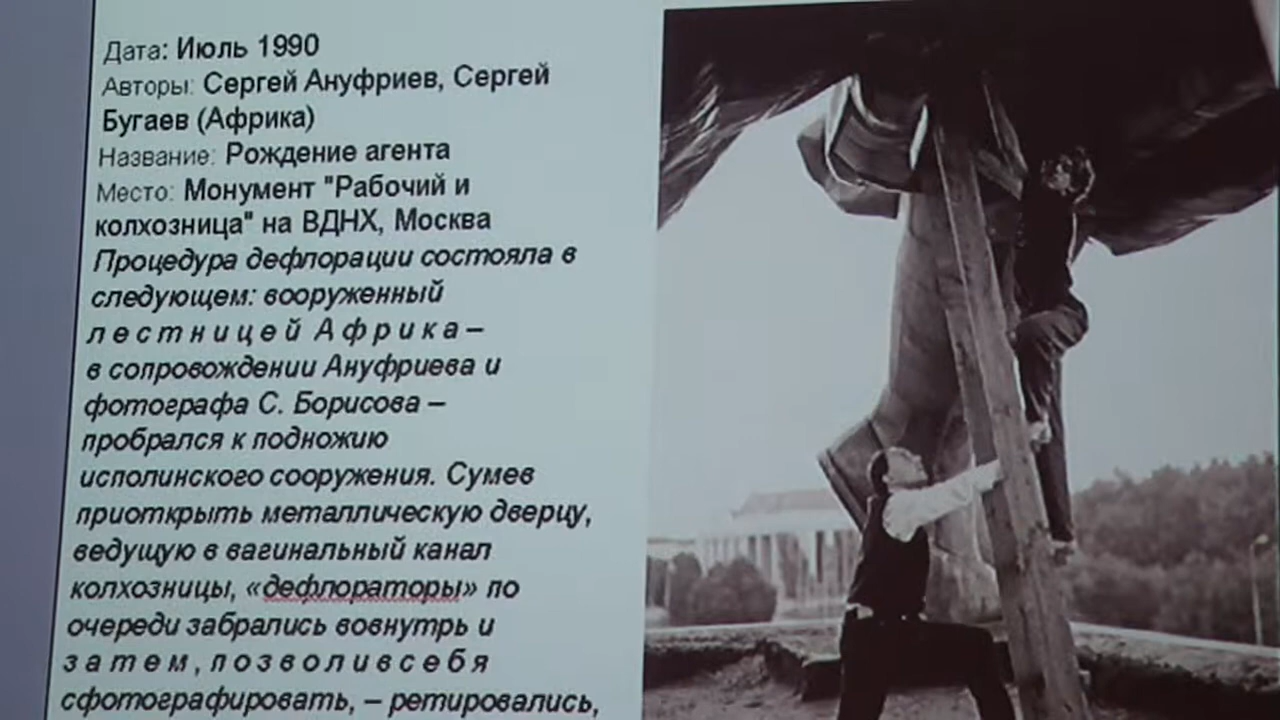 Дата: Июль 1990
Авторы: Сергей Ануфриев, Сергей
Бугаев (Африка)
Название: Рождение агента
Место: Монумент "Рабочий и
колхозница" на ВДНХ, Москва
Процедура дефлорации состояла в
следующем: вооруженный
лестницей Африка –
в сопровождении Ануфриева и
фотографа С. Борисова –
пробрался к подножию
исполинского сооружения. Сумев
приоткрыть металлическую дверцу,
ведущую в вагинальный канал
колхозницы, «дефлораторы» по
очереди забрались вовнутрь и
затем, позволив себя
сфотографировать, – ретировались,